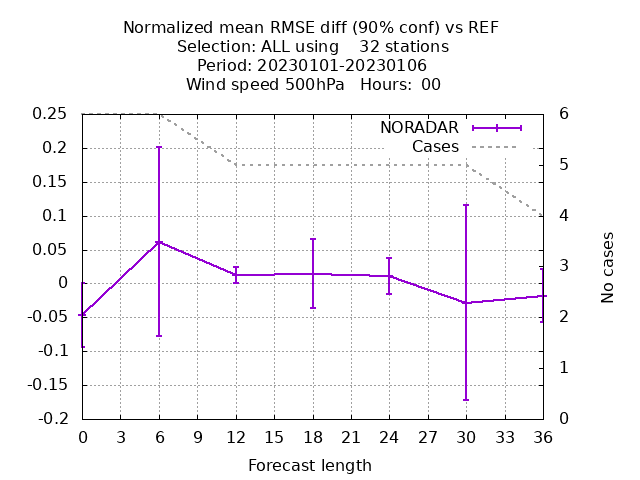 Normalized mean RMSE diff (90% conf) vs REF
Selection: ALL using    32 stations
Period: 20230101-20230106
Wind speed 500hPa   Hours:  00
NORADAR
Cases
0.25
0.2
0.15
0.1
0.05
0
-0.05
-0.1
-0.15
-0.2
6
5
4
3
2
1
0
No cases
0 3 6 9 12 15 18 21 24 27 30 33 36
Forecast length